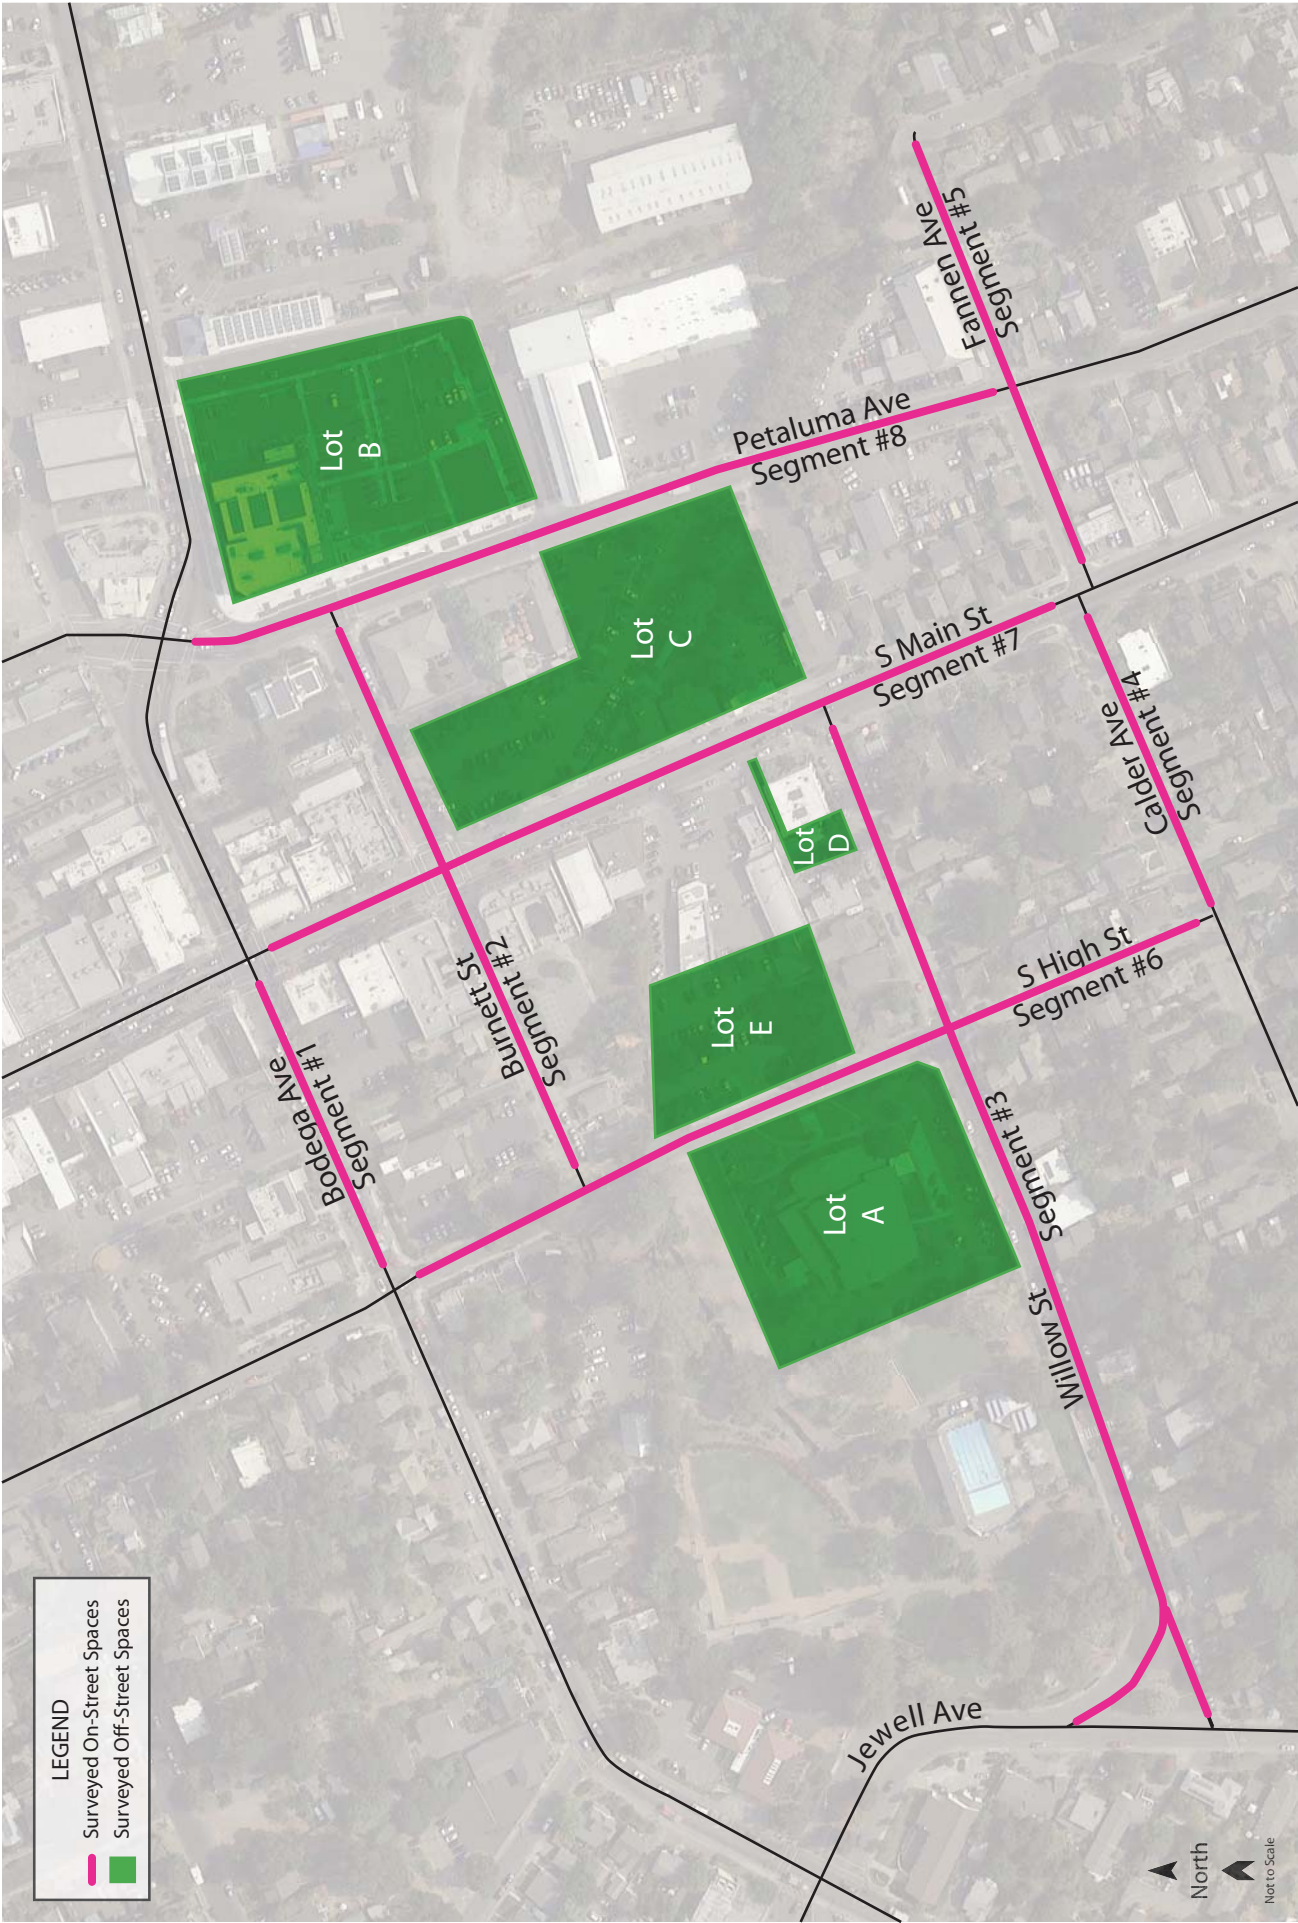 LEGEND
Surveyed On-Street Spaces
Surveyed Off-Street Spaces
Bodega Ave
Segment #1
Burnett St
Segment #2
Lot
B
Lot
C
Petaluma Ave
Segment #8
Fannen Ave
Segment #5
S Main St
Segment #7
Lot
D
Calder Ave
Segment #4
Lot
E
S High St
Segment #6
Lot
A
Segment #3
Willow St
Jewell Ave
North
Not to Scale